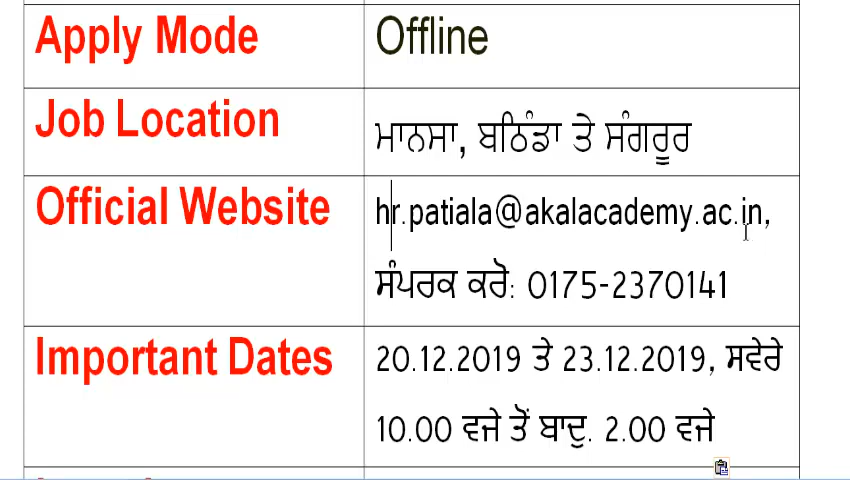 Apply Mode Offline
Job Location ਮਾਨਸਾ, ਬਠਿੰਡਾ ਤੇ ਸੰਗਰੂਰ
Official Website hr.patiala@akalacademy.ac.in,
ਸੰਪਰਕ ਕਰੋ: 0175-2370141
Important Dates 20.12.2019 ਤੇ 23.12.2019, ਸਵੇਰੇ
10.00 ਵਜੇ ਤੋਂ ਬਾਦੁ. 2.00 ਵਜੇ